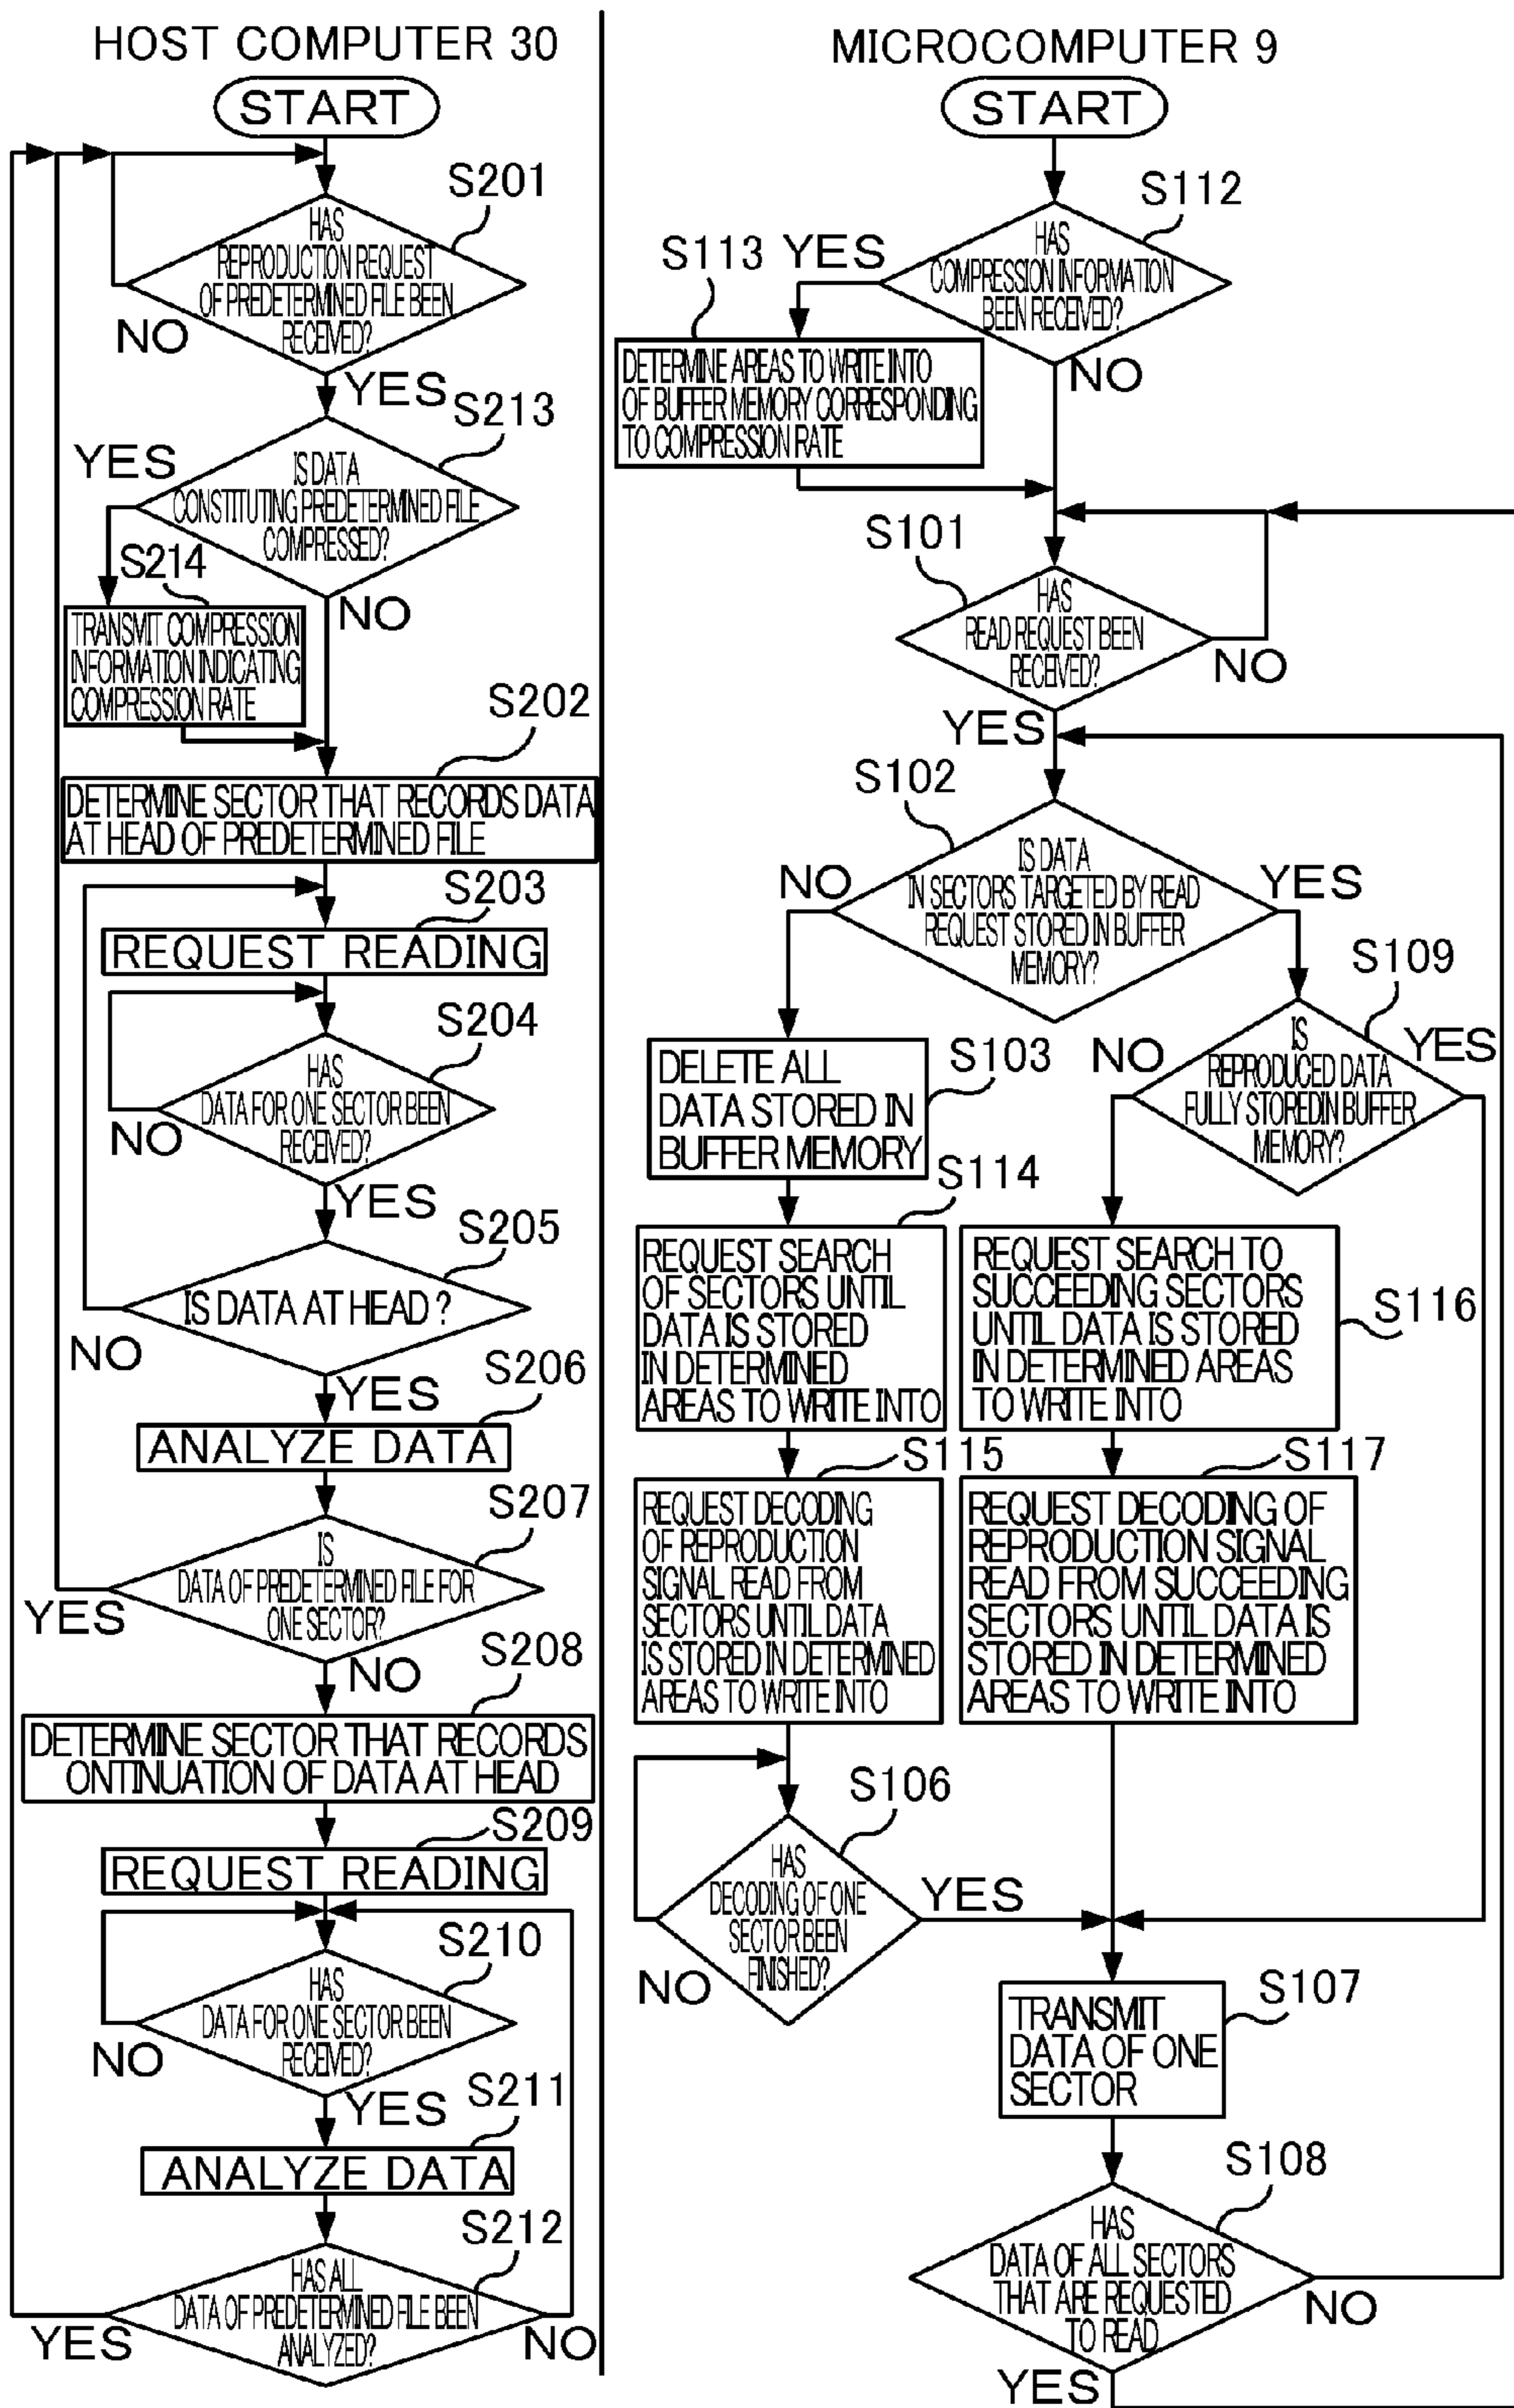 HOST COMPUTER 30
START
S201
HAS
REPRODUCTION REQUEST
OF PREDETERMINED FILE BEEN
RECEIVED?
NO
YES
S213
YES
IS DATA
CONSTITUTING PREDETERMINED FILE
COMPRESSED?
S214
NO
TRANSMIT COMPRESSION
INFORMATION INDICATING
COMPRESSION RATE
S202
DETERMINE SECTOR THAT RECORDS DATA
AT HEAD OF PREDETERMINED FILE
S203
REQUEST READING
S204
HAS
DATA FOR ONE SECTOR BEEN
RECEIVED?
NO
YES
S205
IS DATA AT HEAD ?
NO
YES
S206
ANALYZE DATA
S207
IS
DATA OF PREDETERMINED FILE FOR
ONE SECTOR?
YES
NO
S208
DETERMINE SECTOR THAT RECORDS
ONTINUATION OF DATA AT HEAD
S209
REQUEST READING
S210
HAS
DATA FOR ONE SECTOR BEEN
RECEIVED?
NO
YES
S211
ANALYZE DATA
S212
HAS ALL
DATA OF PREDETERMINED FILE BEEN
ANALYZED?
YES
NO
MICROCOMPUTER 9
START
S112
S113
YES
HAS
COMPRESSION INFORMATION
BEEN RECEIVED?
NO
DETERMINE AREAS TO WRITE INTO
OF BUFFER MEMORY CORRESPONDING
TO COMPRESSION RATE
S101
HAS
READ REQUEST BEEN
RECEIVED?
NO
YES
S102
IS DATA
IN SECTORS TARGETED BY READ
REQUEST STORED IN BUFFER
MEMORY?
NO
YES
S109
IS
REPRODUCED DATA
FULLY STOREDIN BUFFER
MEMORY?
NO
YES
S103
DELETE ALL
DATA STORED IN
BUFFER MEMORY
S114
REQUEST SEARCH
OF SECTORS UNTIL
DATA IS STORED
IN DETERMINED
AREAS TO WRITE INTO
REQUEST SEARCH TO
SUCCEEDING SECTORS
UNTIL DATA IS STORED
IN DETERMINED AREAS
TO WRITE INTO
S116
S115
REQUEST DECODING
OF REPRODUCTION
SIGNAL READ FROM
SECTORS UNTIL DATA
IS STORED IN DETERMINED
AREAS TO WRITE INTO
S117
REQUEST DECODING OF
REPRODUCTION SIGNAL
READ FROM SUCCEEDING
SECTORS UNTIL DATA IS
STORED IN DETERMINED
AREAS TO WRITE INTO
S106
HAS
DECODING OF ONE
SECTOR BEEN
FINISHED?
NO
YES
S107
TRANSMIT
DATA OF ONE
SECTOR
S108
HAS
DATA OF ALL SECTORS
THAT ARE REQUESTED
TO READ
NO
YES